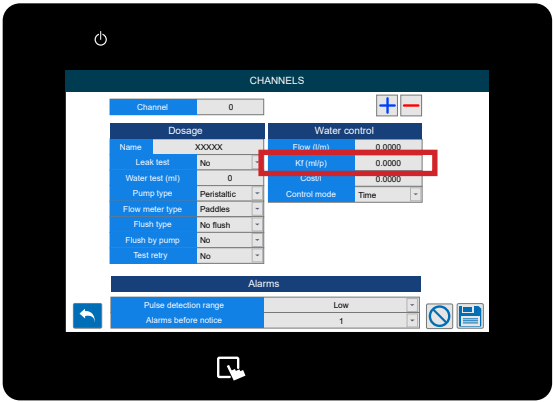 CHANNELS
Channel 0
Dosage
Name XXXXX
Leak test No
Water test (ml) 0
Pump type Peristaltic
Flow meter type Paddles
Flush type No flush
Flush by pump No
Test retry No
Water control
Flow (l/m) 0.0000
Kf (ml/p) 0.0000
Cost/l 0.0000
Control mode Time
Alarms
Pulse detection range Low
Alarms before notice 1